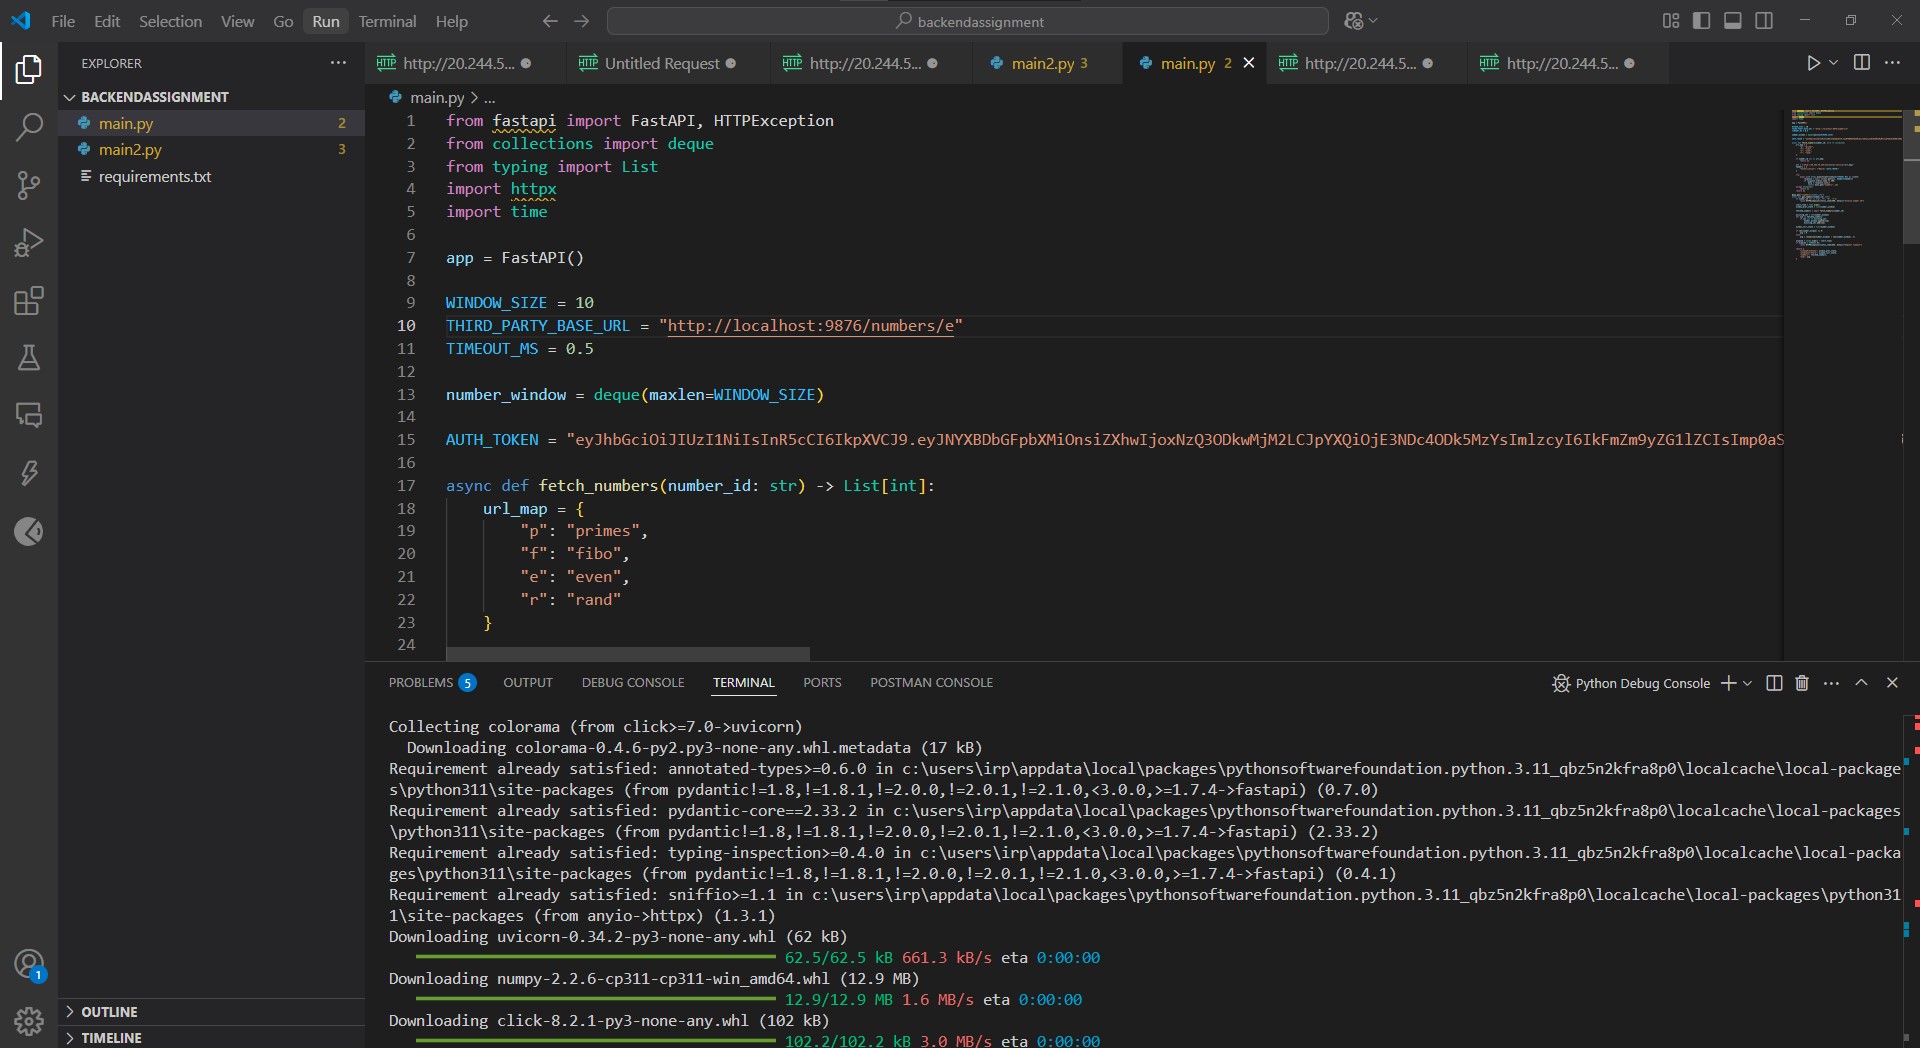 File Edit Selection View Go Run Terminal Help
backendassignment
EXPLORER
BACKENDASSIGNMENT
main.py 2
main2.py 3
requirements.txt
OUTLINE
TIMELINE
1
HTTP http://20.244.5...
HTTP Untitled Request
HTTP http://20.244.5...
main2.py 3
main.py 2
HTTP http://20.244.5...
HTTP http://20.244.5...
main.py > ...
1 from fastapi import FastAPI, HTTPException
2 from collections import deque
3 from typing import List
4 import httpx
5 import time
6
7 app = FastAPI()
8
9 WINDOW_SIZE = 10
10 THIRD_PARTY_BASE_URL = "http://localhost:9876/numbers/e"
11 TIMEOUT_MS = 0.5
12
13 number_window = deque(maxlen=WINDOW_SIZE)
14
15 AUTH_TOKEN = "eyJhbGciOiJIUzI1NiIsInR5cCI6IkpXVCJ9.eyJNYXBDbGFpbXMiOnsiZXhwIjoxNzQ3ODkwMjM2LCJpYXQiOjE3NDc4ODk5MzYsImlzcyI6IkFmZm9yZG1lZCIsImp0aS
16
17 async def fetch_numbers(number_id: str) -> List[int]:
18 url_map = {
19 "p": "primes",
20 "f": "fibo",
21 "e": "even",
22 "r": "rand"
23 }
24
PROBLEMS 5 OUTPUT DEBUG CONSOLE TERMINAL PORTS POSTMAN CONSOLE
Python Debug Console
Collecting colorama (from click>=7.0->uvicorn)
Downloading colorama-0.4.6-py2.py3-none-any.whl.metadata (17 kB)
Requirement already satisfied: annotated-types>=0.6.0 in c:\users\irp\appdata\local\packages\pythonsoftwarefoundation.python.3.11_qbz5n2kfra8p0\localcache\local-package
s\python311\site-packages (from pydantic!=1.8,!=1.8.1,!=2.0.0,!=2.0.1,!=2.1.0,<3.0.0,>=1.7.4->fastapi) (0.7.0)
Requirement already satisfied: pydantic-core==2.33.2 in c:\users\irp\appdata\local\packages\pythonsoftwarefoundation.python.3.11_qbz5n2kfra8p0\localcache\local-packages
\python311\site-packages (from pydantic!=1.8,!=1.8.1,!=2.0.0,!=2.0.1,!=2.1.0,<3.0.0,>=1.7.4->fastapi) (2.33.2)
Requirement already satisfied: typing-inspection>=0.4.0 in c:\users\irp\appdata\local\packages\pythonsoftwarefoundation.python.3.11_qbz5n2kfra8p0\localcache\local-packa
ges\python311\site-packages (from pydantic!=1.8,!=1.8.1,!=2.0.0,!=2.0.1,!=2.1.0,<3.0.0,>=1.7.4->fastapi) (0.4.1)
Requirement already satisfied: sniffio>=1.1 in c:\users\irp\appdata\local\packages\pythonsoftwarefoundation.python.3.11_qbz5n2kfra8p0\localcache\local-packages\python31
1\site-packages (from anyio->httpx) (1.3.1)
Downloading uvicorn-0.34.2-py3-none-any.whl (62 kB)
62.5/62.5 kB 661.3 kB/s eta 0:00:00
Downloading numpy-2.2.6-cp311-cp311-win_amd64.whl (12.9 MB)
12.9/12.9 MB 1.6 MB/s eta 0:00:00
Downloading click-8.2.1-py3-none-any.whl (102 kB)
102.2/102.2 kB 3.0 MB/s eta 0:00:00